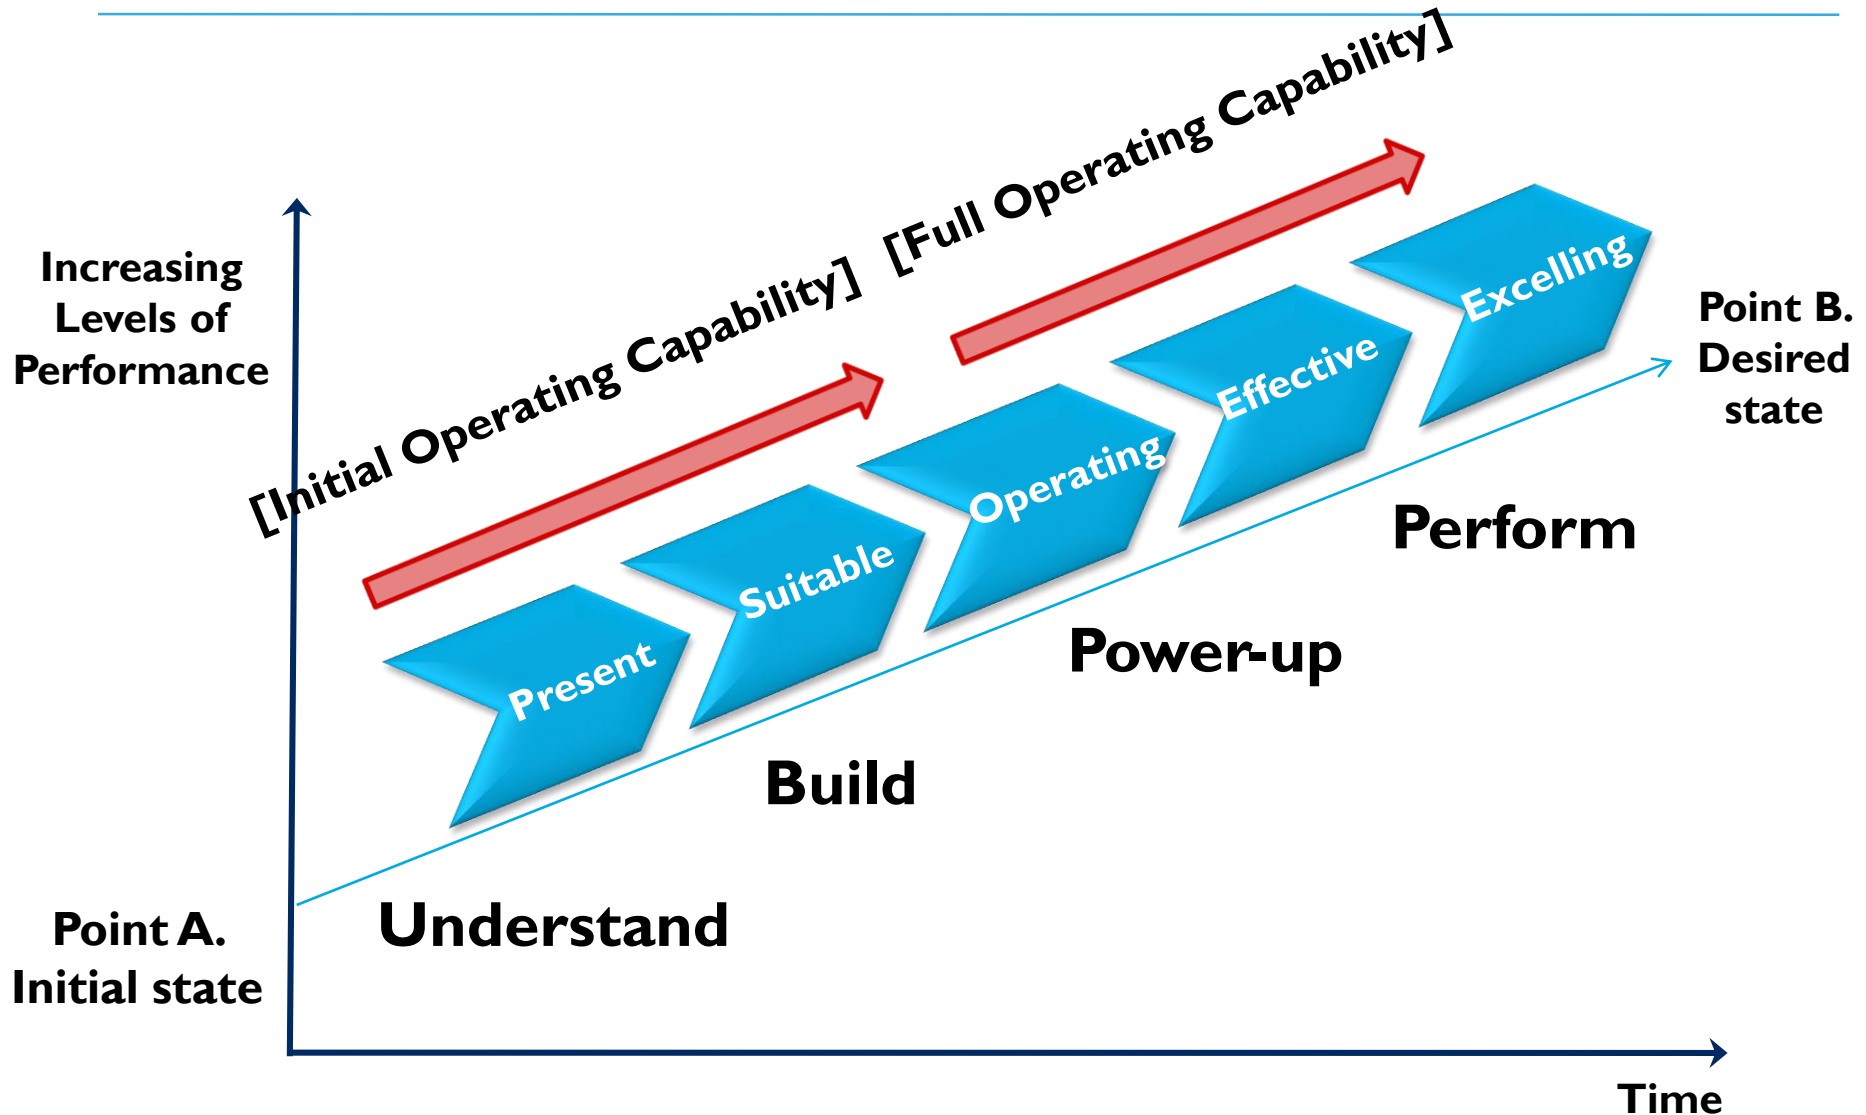 [Initial Operating Capability]
[Full Operating Capability]
Increasing
Levels of
Performance
Present
Suitable
Operating
Effective
Excelling
Point B.
Desired
state
Perform
Power-up
Build
Understand
Point A.
Initial state
Time